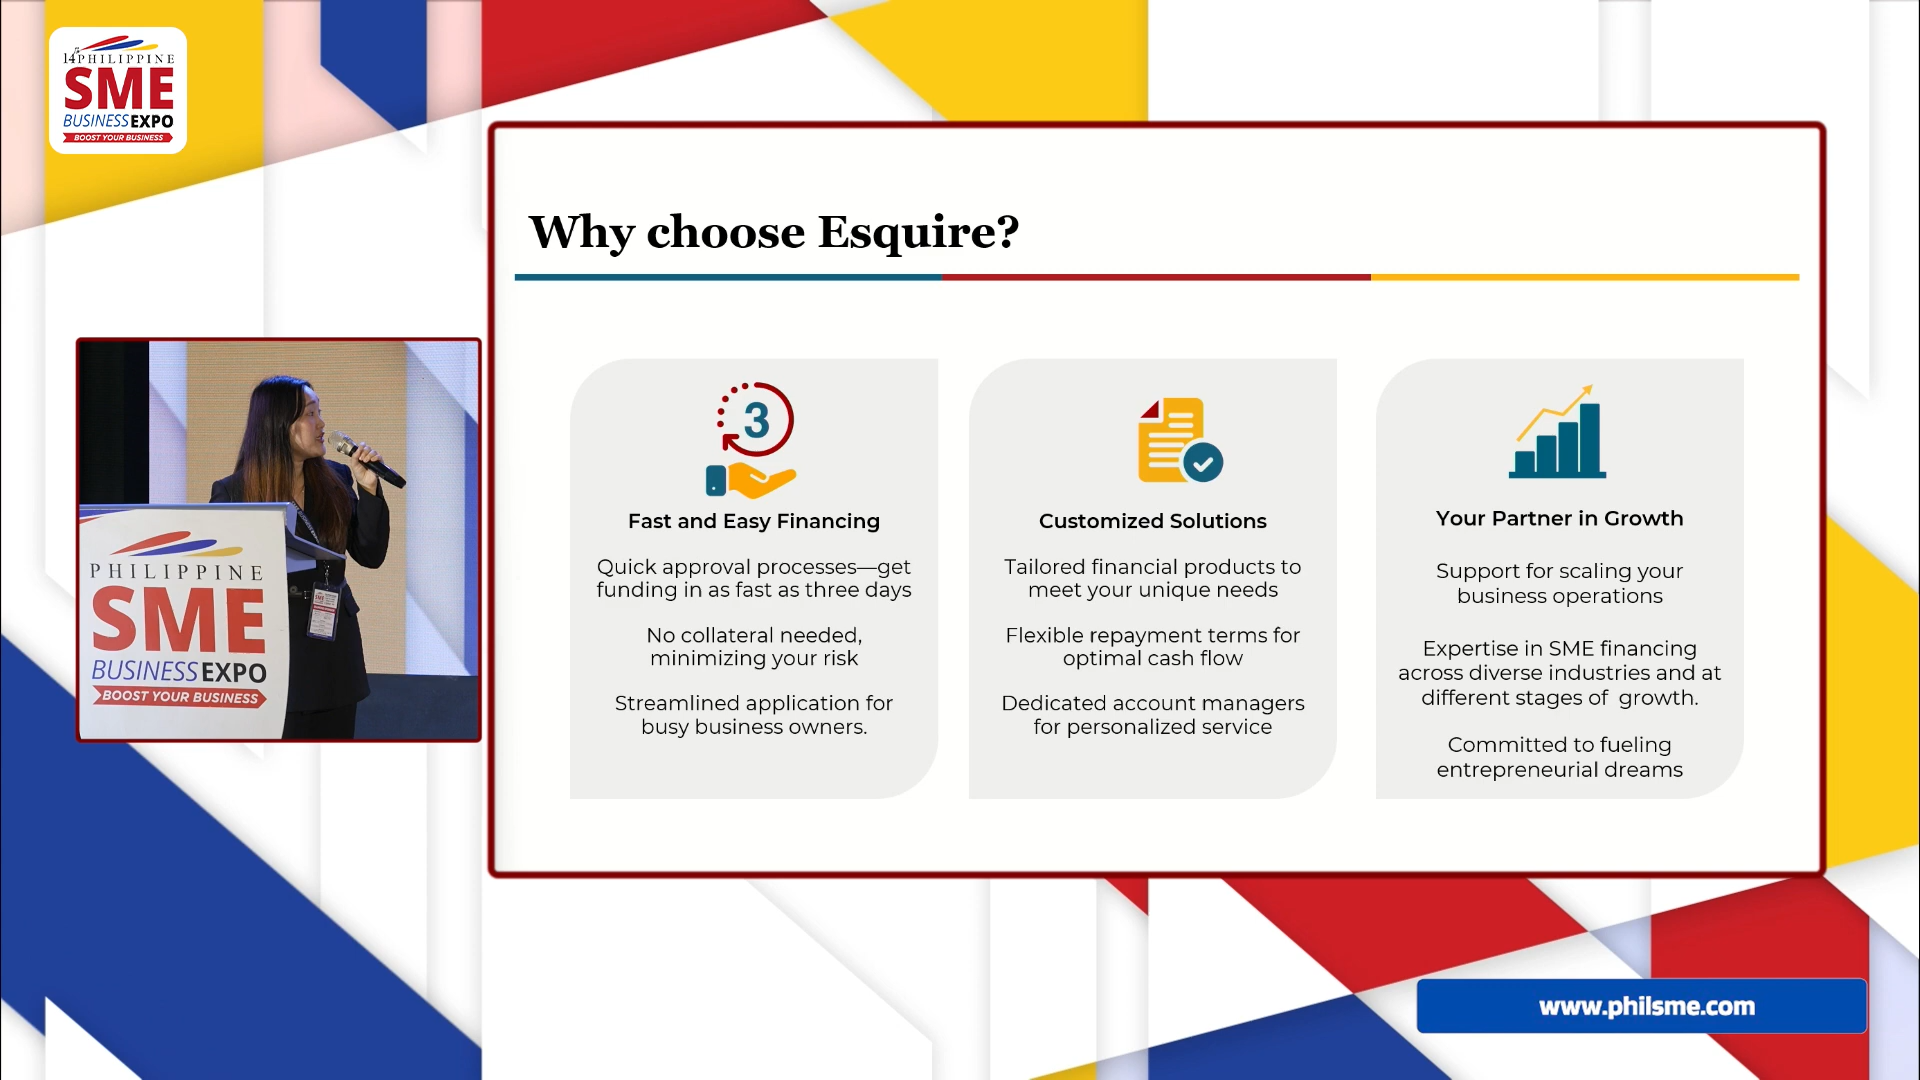 14th PHILIPPINE
SME
BUSINESS EXPO
BOOST YOUR BUSINESS
Why choose Esquire?
3
Fast and Easy Financing
Quick approval processes—get
funding in as fast as three days
No collateral needed,
minimizing your risk
Streamlined application for
busy business owners.
Customized Solutions
Tailored financial products to
meet your unique needs
Flexible repayment terms for
optimal cash flow
Dedicated account managers
for personalized service
Your Partner in Growth
Support for scaling your
business operations
Expertise in SME financing
across diverse industries and at
different stages of growth.
Committed to fueling
entrepreneurial dreams
PHILIPPINE
SME
BUSINESS EXPO
BOOST YOUR BUSINESS
www.philsme.com